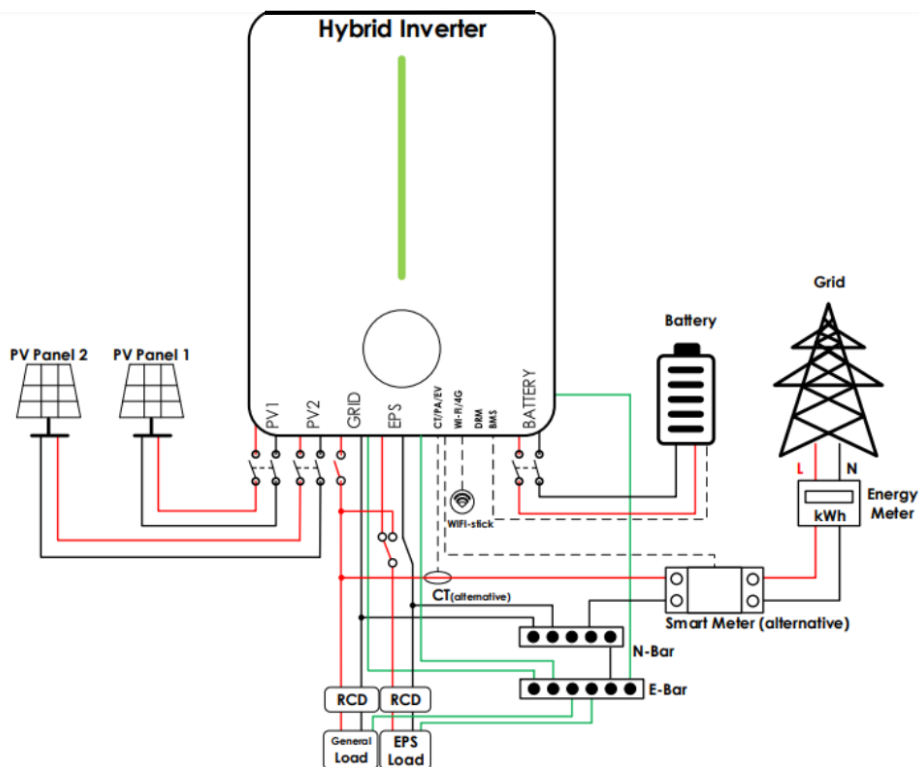 Hybrid Inverter
Grid
Battery
PV Panel 2
PV Panel 1
PV1
PV2
GRID
EPS
CT/PA/EV
WI-FI/4G
DRM
BMS
BATTERY
L
N
Energy
Meter
kWh
WIFI-stick
CT(alternative)
Smart Meter (alternative)
N-Bar
E-Bar
RCD
RCD
General
Load
EPS
Load